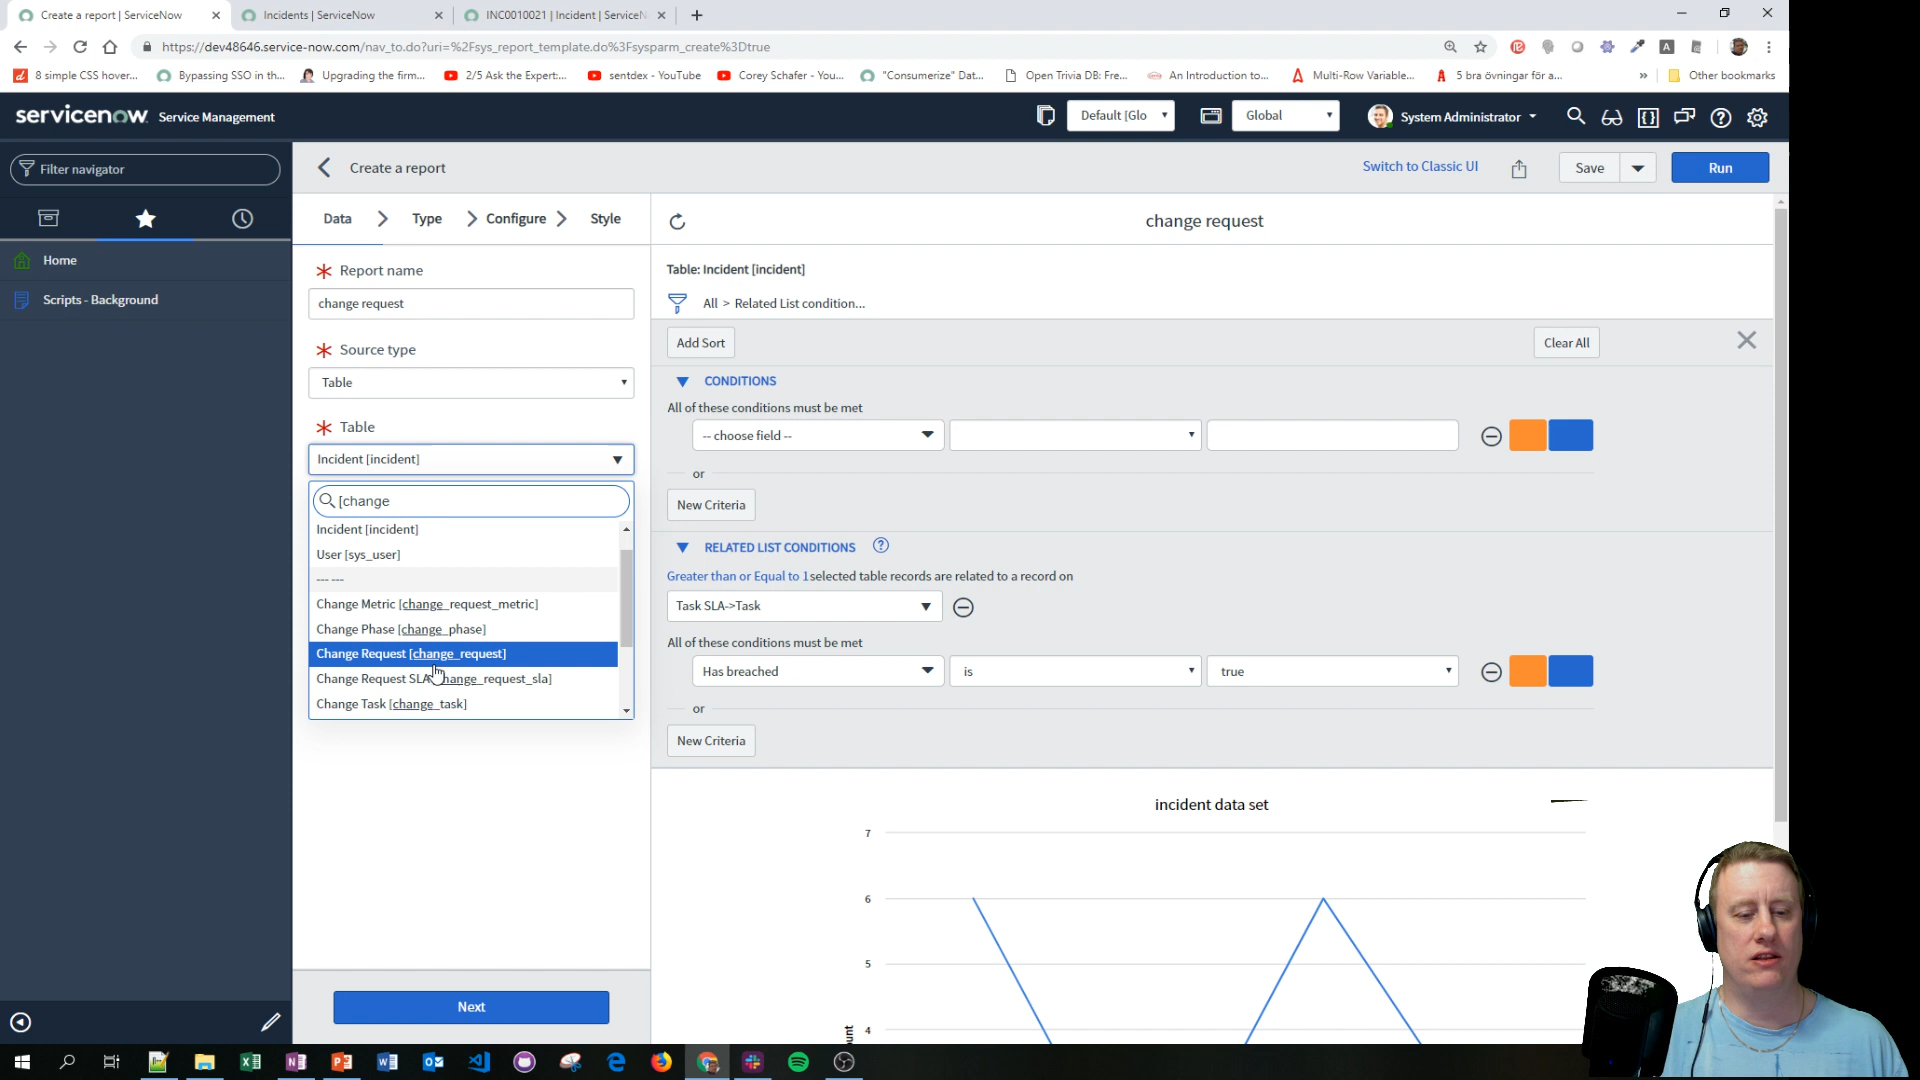 Create a report | ServiceNow
Incidents | ServiceNow
INC0010021 | Incident | ServiceN
https://dev48646.service-now.com/nav_to.do?uri=%2Fsys_report_template.do%3Fsysparm_create%3Dtrue
8 simple CSS hover...
Bypassing SSO in th...
Upgrading the firm...
2/5 Ask the Expert:...
sentdex - YouTube
Corey Schafer - You...
"Consumerize" Dat...
Open Trivia DB: Fre...
An Introduction to...
Multi-Row Variable...
5 bra övningar för a...
»
Other bookmarks
servicenow Service Management
Default |Glo
Global
System Administrator
Filter navigator
Home
Scripts - Background
Create a report
Switch to Classic UI
Save
Run
Data
Type
Configure
Style
Report name
change request
Source type
Table
Table
Incident [incident]
[change
Incident [incident]
User [sys_user]
--- ---
Change Metric [change_request_metric]
Change Phase [change_phase]
Change Request [change_request]
Change Request SLA [change_request_sla]
Change Task [change_task]
Next
change request
Table: Incident [incident]
All > Related List condition...
Add Sort
Clear All
CONDITIONS
All of these conditions must be met
-- choose field --
or
New Criteria
RELATED LIST CONDITIONS
Greater than or Equal to 1 selected table records are related to a record on
Task SLA->Task
All of these conditions must be met
Has breached
is
true
or
New Criteria
incident data set
7
6
5
4